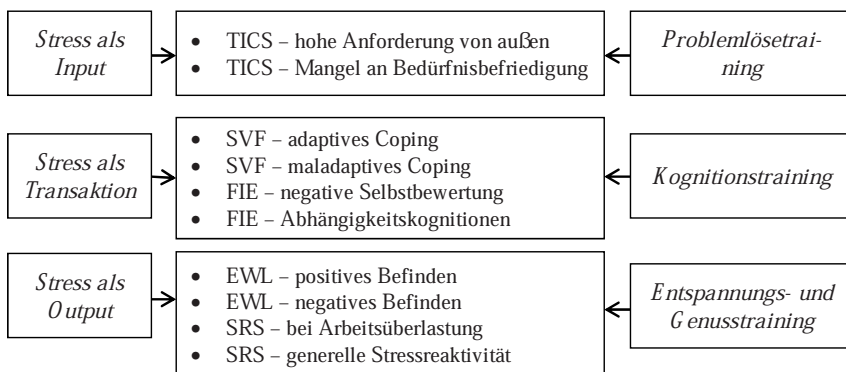 Stress als
Input
• TICS – hohe Anforderung von außen
• TICS – Mangel an Bedürfnisbefriedigung
Problemlösetrai-
ning
Stress als
Transaktion
• SVF – adaptives Coping
• SVF – maladaptives Coping
• FIE – negative Selbstbewertung
• FIE – Abhängigkeitskognitionen
Kognitionstraining
Stress als
Output
• EWL – positives Befinden
• EWL – negatives Befinden
• SRS – bei Arbeitsüberlastung
• SRS – generelle Stressreaktivität
Entspannungs- und
Genusstraining